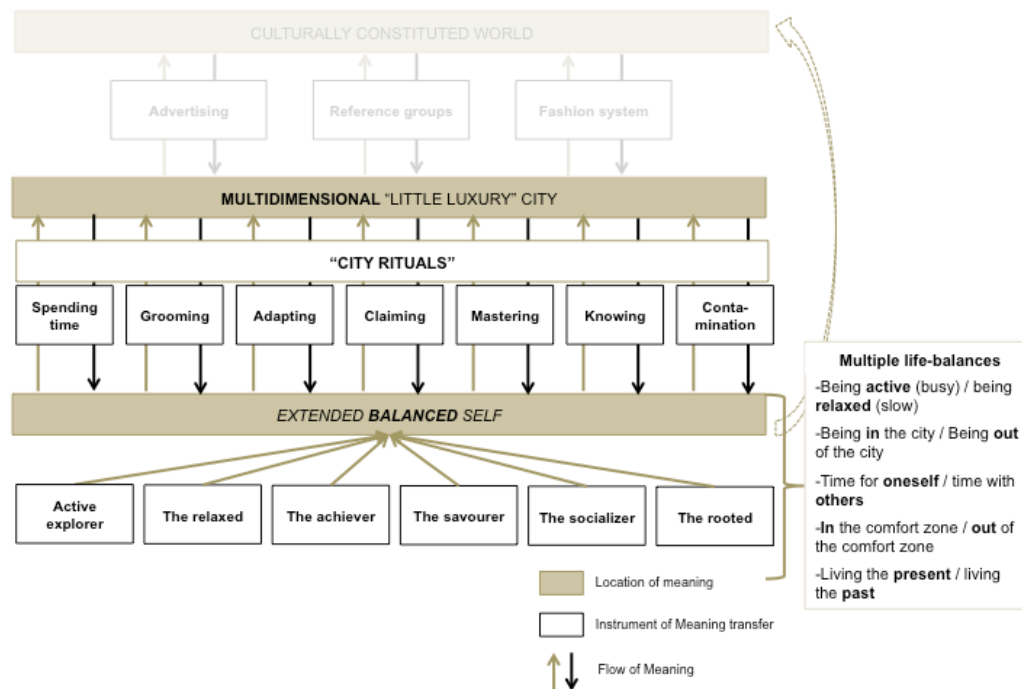 CULTURALLY CONSTITUTED WORLD
Advertising
Reference groups
Fashion system
MULTIDIMENSIONAL “LITTLE LUXURY” CITY
“CITY RITUALS”
Spending
time
Grooming
Adapting
Claiming
Mastering
Knowing
Conta-
mination
EXTENDED BALANCED SELF
Active
explorer
The relaxed
The achiever
The savourer
The socializer
The rooted
Multiple life-balances
-Being active (busy) / being
relaxed (slow)
-Being in the city / Being out
of the city
-Time for oneself / time with
others
-In the comfort zone / out of
the comfort zone
-Living the present / living
the past
Location of meaning
Instrument of Meaning transfer
Flow of Meaning